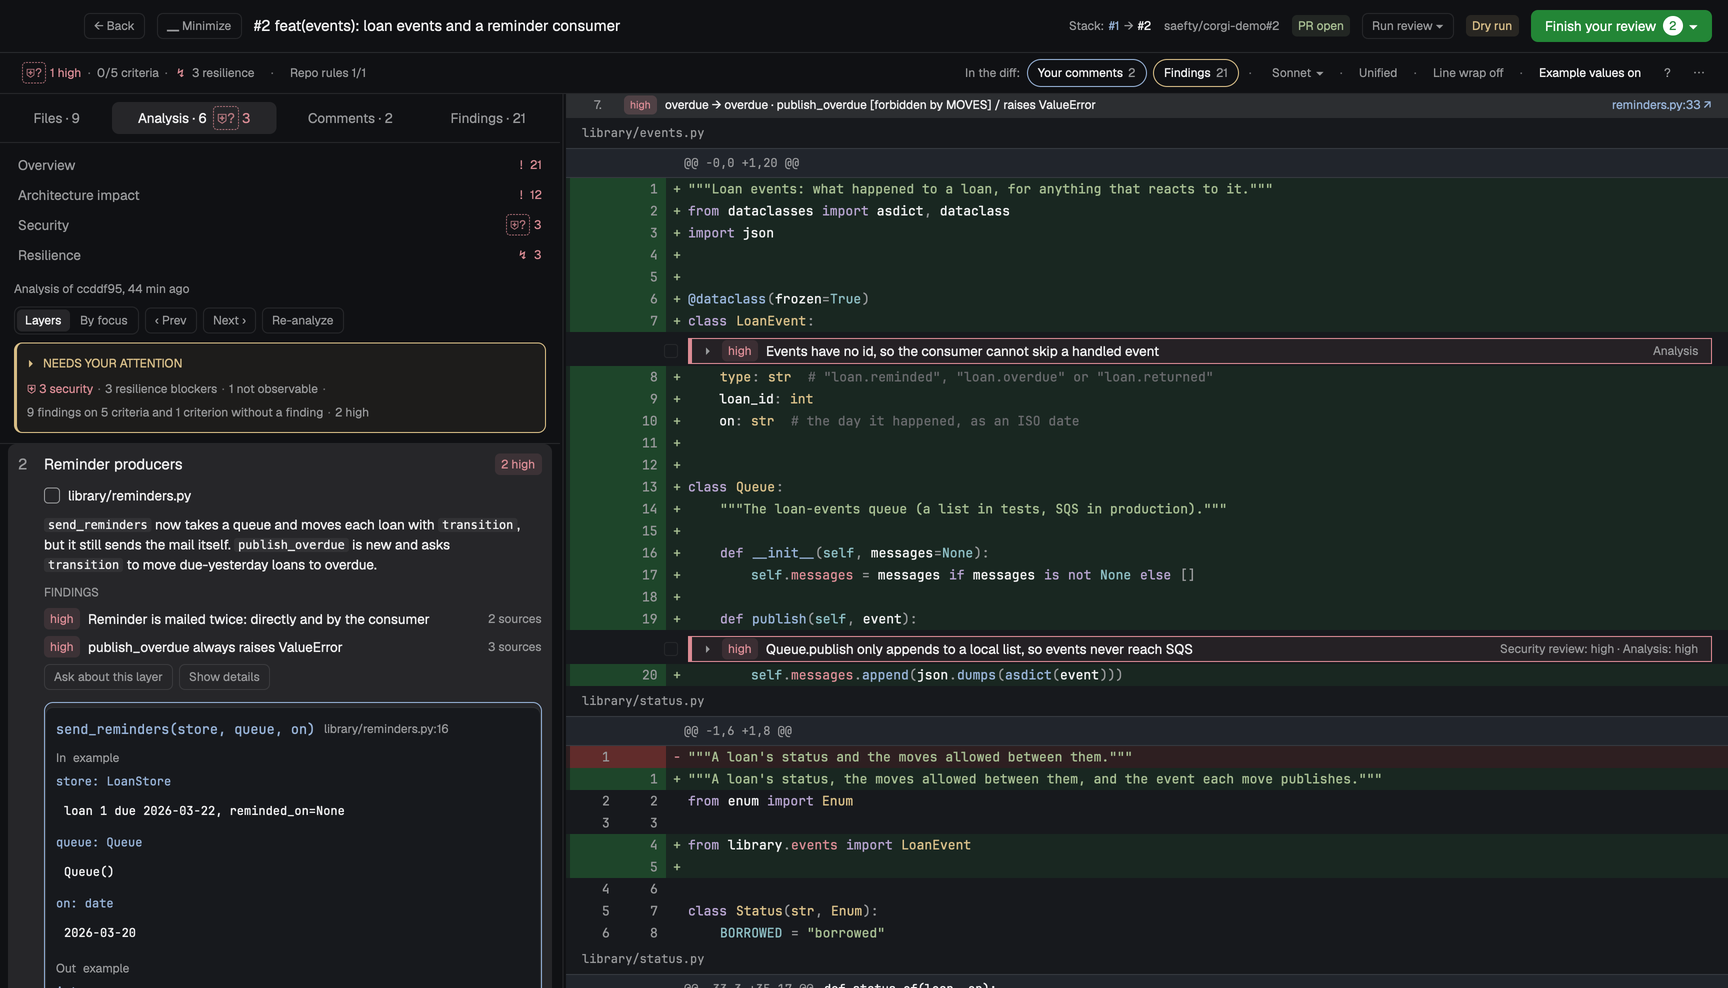 ← Back
Minimize
#2 feat(events): loan events and a reminder consumer
Stack: #1 → #2
saefty/corgi-demo#2
PR open
Run review
Dry run
Finish your review 2
? 1 high · 0/5 criteria · 3 resilience · Repo rules 1/1
In the diff: Your comments 2 Findings 21 · Sonnet · Unified · Line wrap off · Example values on ? ···
Files · 9
Analysis · 6 ? 3
Comments · 2
Findings · 21
Overview ! 21
Architecture impact ! 12
Security ? 3
Resilience 3
Analysis of ccddf95, 44 min ago
Layers By focus ‹ Prev Next › Re-analyze
NEEDS YOUR ATTENTION
3 security · 3 resilience blockers · 1 not observable ·
9 findings on 5 criteria and 1 criterion without a finding · 2 high
2 Reminder producers 2 high
library/reminders.py
send_reminders now takes a queue and moves each loan with transition,
but it still sends the mail itself. publish_overdue is new and asks
transition to move due-yesterday loans to overdue.
FINDINGS
high Reminder is mailed twice: directly and by the consumer 2 sources
high publish_overdue always raises ValueError 3 sources
Ask about this layer Show details
send_reminders(store, queue, on) library/reminders.py:16
In example
store: LoanStore
loan 1 due 2026-03-22, reminded_on=None
queue: Queue
Queue()
on: date
2026-03-20
Out example
7. high overdue → overdue · publish_overdue [forbidden by MOVES] / raises ValueError reminders.py:33 ↗
library/events.py
@@ -0,0 +1,20 @@
1 + """Loan events: what happened to a loan, for anything that reacts to it."""
2 + from dataclasses import asdict, dataclass
3 + import json
4 +
5 +
6 + @dataclass(frozen=True)
7 + class LoanEvent:
high Events have no id, so the consumer cannot skip a handled event Analysis
8 + type: str # "loan.reminded", "loan.overdue" or "loan.returned"
9 + loan_id: int
10 + on: str # the day it happened, as an ISO date
11 +
12 +
13 + class Queue:
14 + """The loan-events queue (a list in tests, SQS in production)."""
15 +
16 + def __init__(self, messages=None):
17 + self.messages = messages if messages is not None else []
18 +
19 + def publish(self, event):
high Queue.publish only appends to a local list, so events never reach SQS Security review: high · Analysis: high
20 + self.messages.append(json.dumps(asdict(event)))
library/status.py
@@ -1,6 +1,8 @@
1 - """A loan's status and the moves allowed between them."""
1 + """A loan's status, the moves allowed between them, and the event each move publishes."""
2 2 from enum import Enum
3 3
4 + from library.events import LoanEvent
5 +
4 6
5 7 class Status(str, Enum):
6 8 BORROWED = "borrowed"
library/status.py
@@ -33,3 +35,17 @@ def status_of(loan, on):